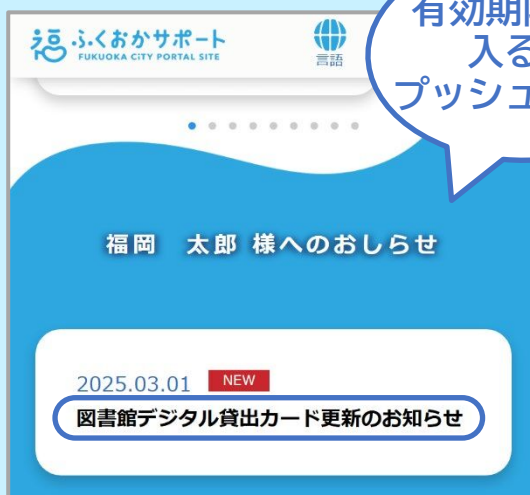 ふくおかサポート
FUKUOKA CITY PORTAL SITE
言語
有効期
入る
プッシュ
福岡　太郎 様へのおしらせ
2025.03.01 NEW
図書館デジタル貸出カード更新のお知らせ